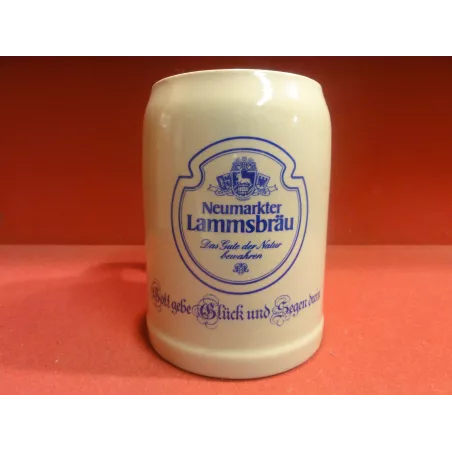 Neumarkter
Lammsbräu
Das Gute der Natur
bewahren
Gott gebe Glück und Segen drein